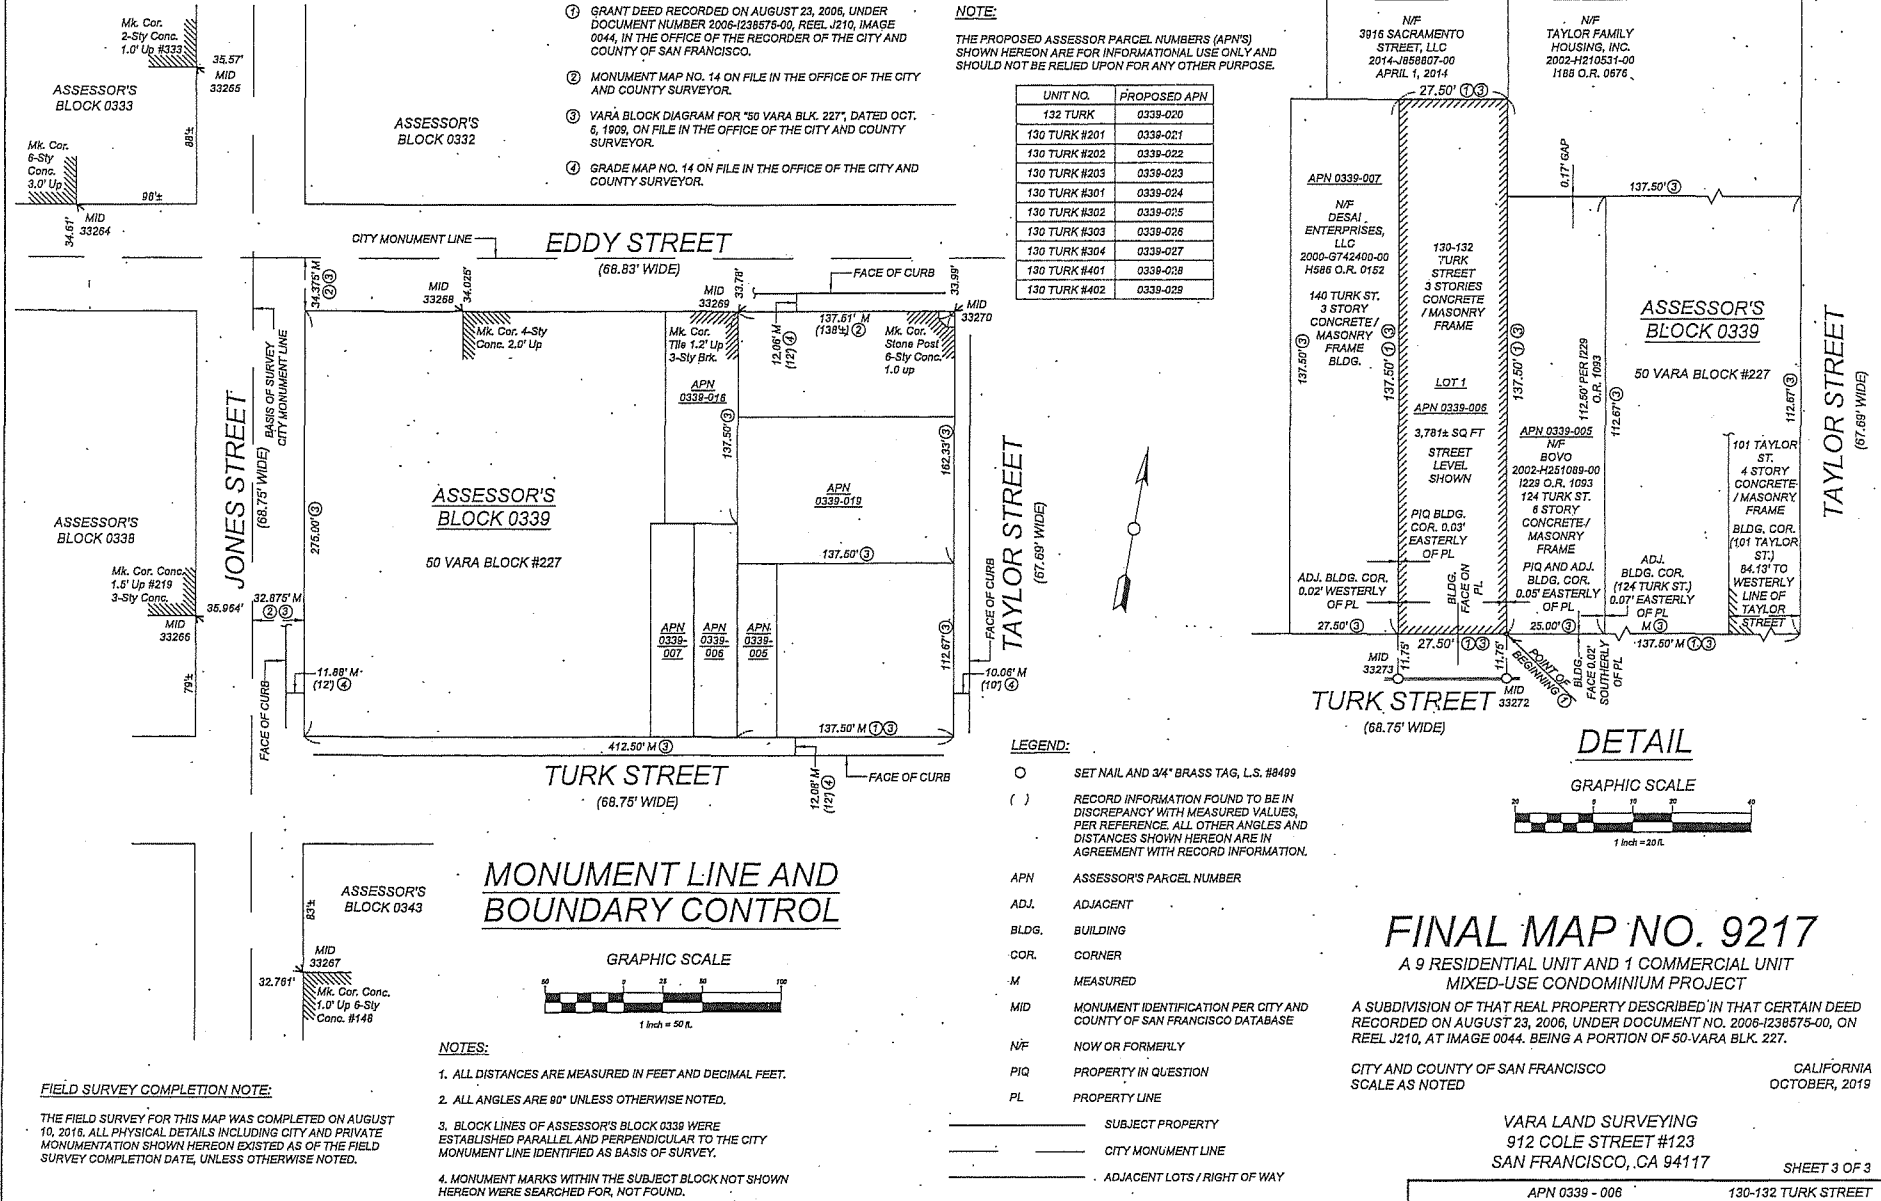 ① GRANT DEED RECORDED ON AUGUST 23, 2006, UNDER
DOCUMENT NUMBER 2006-I238575-00, REEL J210, IMAGE
0044, IN THE OFFICE OF THE RECORDER OF THE CITY AND
COUNTY OF SAN FRANCISCO.
② MONUMENT MAP NO. 14 ON FILE IN THE OFFICE OF THE CITY
AND COUNTY SURVEYOR.
③ VARA BLOCK DIAGRAM FOR "50 VARA BLK. 227", DATED OCT.
6, 1909, ON FILE IN THE OFFICE OF THE CITY AND COUNTY
SURVEYOR.
④ GRADE MAP NO. 14 ON FILE IN THE OFFICE OF THE CITY AND
COUNTY SURVEYOR.
NOTE:
THE PROPOSED ASSESSOR PARCEL NUMBERS (APN'S)
SHOWN HEREON ARE FOR INFORMATIONAL USE ONLY AND
SHOULD NOT BE RELIED UPON FOR ANY OTHER PURPOSE.
UNIT NO. PROPOSED APN
132 TURK 0339-020
130 TURK #201 0339-021
130 TURK #202 0339-022
130 TURK #203 0339-023
130 TURK #301 0339-024
130 TURK #302 0339-025
130 TURK #303 0339-026
130 TURK #304 0339-027
130 TURK #401 0339-028
130 TURK #402 0339-029
Mk. Cor.
2-Sty Conc.
1.0' Up #333
35.57'
MID
33265
ASSESSOR'S
BLOCK 0333
88'±
Mk. Cor.
6-Sty
Conc.
3.0' Up
98'±
MID
33264
34.61'
ASSESSOR'S
BLOCK 0332
CITY MONUMENT LINE
EDDY STREET
(68.83' WIDE)
FACE OF CURB
34.375' M
② ③
MID
33268
34.025'
MID
33269
33.78'
33.99'
MID
33270
Mk. Cor. 4-Sty
Conc. 2.0' Up
Mk. Cor.
Tile 1.2' Up
3-Sty Brk.
12.06' M
(12') ④
137.61' M
(138'±) ②
Mk. Cor.
Stone Post
6-Sty Conc.
1.0 up
BASIS OF SURVEY
CITY MONUMENT LINE
JONES STREET
(68.75' WIDE)
275.00' ③
APN
0339-016
137.50' ③
162.33' ③
ASSESSOR'S
BLOCK 0339
50 VARA BLOCK #227
APN
0339-019
137.50' ③
TAYLOR STREET
(67.69' WIDE)
FACE OF CURB
ASSESSOR'S
BLOCK 0338
Mk. Cor. Conc.
1.5' Up #219
3-Sty Conc.
35.964'
MID
33266
32.875' M
② ③
79'±
FACE OF CURB
11.88' M
(12') ④
APN
0339-
007
APN
0339-
006
APN
0339-
005
112.67' ③
10.06' M
(10') ④
137.50' M ① ③
412.50' M ③
TURK STREET
(68.75' WIDE)
12.08' M
(12') ④
FACE OF CURB
ASSESSOR'S
BLOCK 0343
83'±
MID
33267
32.761'
Mk. Cor. Conc.
1.0' Up 6-Sty
Conc. #148
MONUMENT LINE AND
BOUNDARY CONTROL
GRAPHIC SCALE
50 0 25 50 100
1 inch = 50 ft.
FIELD SURVEY COMPLETION NOTE:
THE FIELD SURVEY FOR THIS MAP WAS COMPLETED ON AUGUST
10, 2016. ALL PHYSICAL DETAILS INCLUDING CITY AND PRIVATE
MONUMENTATION SHOWN HEREON EXISTED AS OF THE FIELD
SURVEY COMPLETION DATE, UNLESS OTHERWISE NOTED.
NOTES:
1. ALL DISTANCES ARE MEASURED IN FEET AND DECIMAL FEET.
2. ALL ANGLES ARE 90° UNLESS OTHERWISE NOTED.
3. BLOCK LINES OF ASSESSOR'S BLOCK 0339 WERE
ESTABLISHED PARALLEL AND PERPENDICULAR TO THE CITY
MONUMENT LINE IDENTIFIED AS BASIS OF SURVEY.
4. MONUMENT MARKS WITHIN THE SUBJECT BLOCK NOT SHOWN
HEREON WERE SEARCHED FOR, NOT FOUND.
LEGEND:
SET NAIL AND 3/4" BRASS TAG, L.S. #8499
( ) RECORD INFORMATION FOUND TO BE IN
DISCREPANCY WITH MEASURED VALUES,
PER REFERENCE. ALL OTHER ANGLES AND
DISTANCES SHOWN HEREON ARE IN
AGREEMENT WITH RECORD INFORMATION.
APN ASSESSOR'S PARCEL NUMBER
ADJ. ADJACENT
BLDG. BUILDING
COR. CORNER
M MEASURED
MID MONUMENT IDENTIFICATION PER CITY AND
COUNTY OF SAN FRANCISCO DATABASE
N/F NOW OR FORMERLY
PIQ PROPERTY IN QUESTION
PL PROPERTY LINE
SUBJECT PROPERTY
CITY MONUMENT LINE
ADJACENT LOTS / RIGHT OF WAY
N/F
3916 SACRAMENTO
STREET, LLC
2014-J858807-00
APRIL 1, 2014
N/F
TAYLOR FAMILY
HOUSING, INC.
2002-H210531-00
I188 O.R. 0676
27.50' ① ③
APN 0339-007
N/F
DESAI
ENTERPRISES,
LLC
2000-G742400-00
H586 O.R. 0152
140 TURK ST.
3 STORY
CONCRETE /
MASONRY
FRAME
BLDG.
137.50' ③
137.50' ① ③
130-132
TURK
STREET
3 STORIES
CONCRETE
/ MASONRY
FRAME
LOT 1
APN 0339-006
3,781± SQ FT
STREET
LEVEL
SHOWN
137.50' ① ③
PIQ BLDG.
COR. 0.03'
EASTERLY
OF PL
ADJ. BLDG. COR.
0.02' WESTERLY
OF PL
BLDG.
FACE ON
PL
0.17' GAP
137.50' ③
112.50' PER I229
O.R. 1093
112.67' ③
ASSESSOR'S
BLOCK 0339
50 VARA BLOCK #227
112.67' ③
APN 0339-005
N/F
BOVO
2002-H251089-00
I229 O.R. 1093
124 TURK ST.
6 STORY
CONCRETE/
MASONRY
FRAME
PIQ AND ADJ.
BLDG. COR.
0.05' EASTERLY
OF PL
ADJ.
BLDG. COR.
(124 TURK ST.)
0.07' EASTERLY
OF PL
M ③
101 TAYLOR
ST.
4 STORY
CONCRETE
/ MASONRY
FRAME
BLDG. COR.
(101 TAYLOR
ST.)
84.13' TO
WESTERLY
LINE OF
TAYLOR
STREET
TAYLOR STREET
(67.69' WIDE)
27.50' ③
27.50' ① ③
25.00' ③
137.50' M ① ③
MID
33273
11.75'
11.75'
MID
33272
POINT OF
BEGINNING ①
BLDG.
FACE 0.02'
SOUTHERLY
OF PL
TURK STREET
(68.75' WIDE)
DETAIL
GRAPHIC SCALE
20 0 10 20 40
1 inch = 20 ft.
FINAL MAP NO. 9217
A 9 RESIDENTIAL UNIT AND 1 COMMERCIAL UNIT
MIXED-USE CONDOMINIUM PROJECT
A SUBDIVISION OF THAT REAL PROPERTY DESCRIBED IN THAT CERTAIN DEED
RECORDED ON AUGUST 23, 2006, UNDER DOCUMENT NO. 2006-I238575-00, ON
REEL J210, AT IMAGE 0044. BEING A PORTION OF 50-VARA BLK. 227.
CITY AND COUNTY OF SAN FRANCISCO CALIFORNIA
SCALE AS NOTED OCTOBER, 2019
VARA LAND SURVEYING
912 COLE STREET #123
SAN FRANCISCO, CA 94117
SHEET 3 OF 3
APN 0339 - 006 130-132 TURK STREET